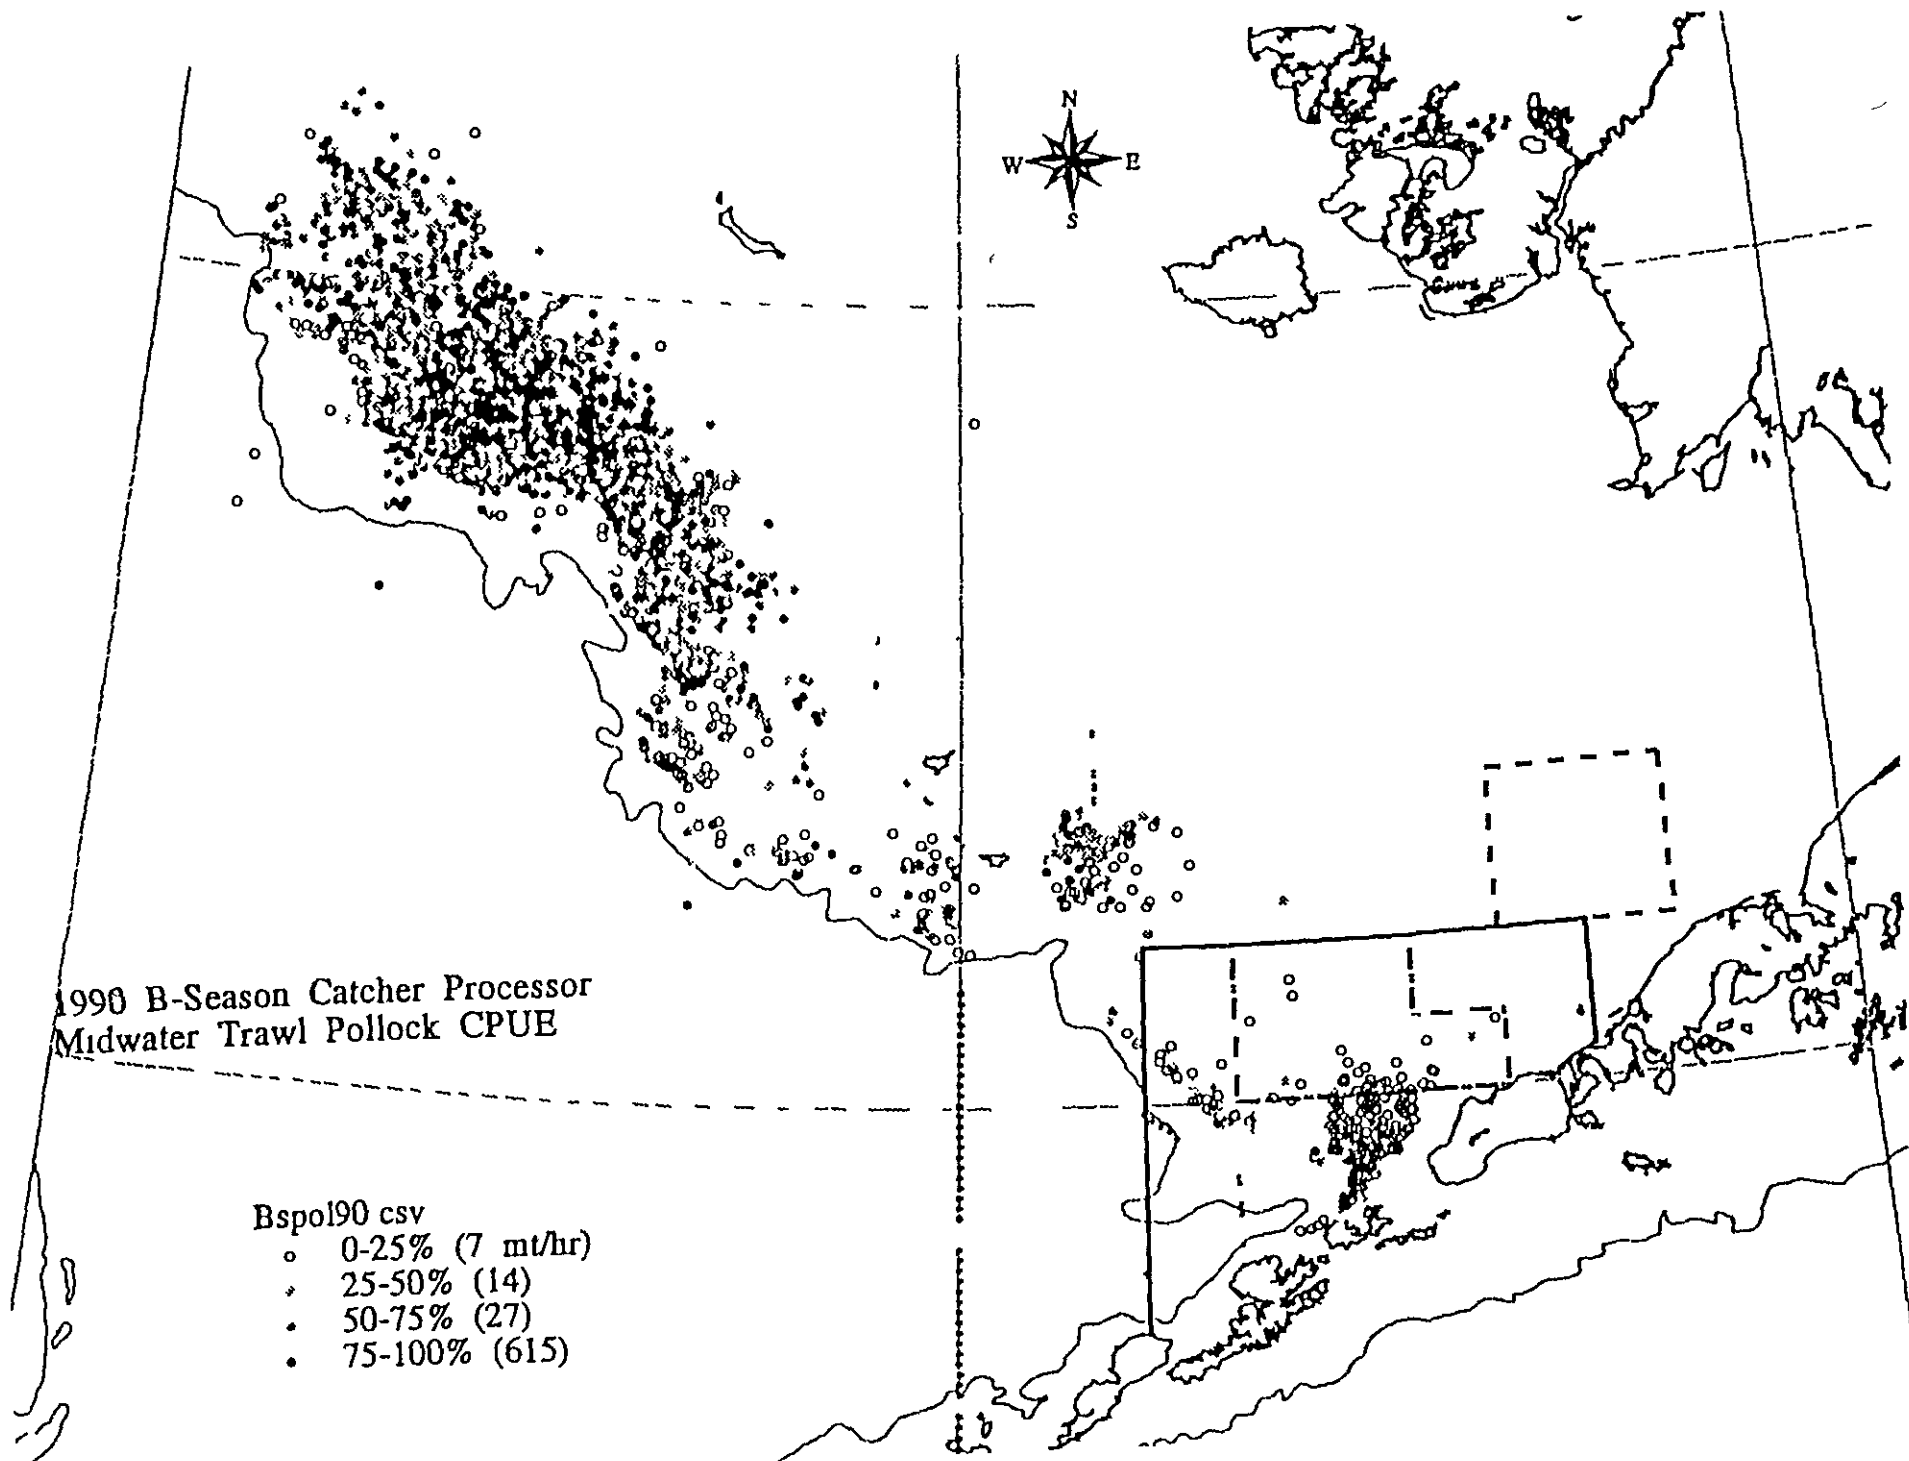 N
W E
S
1990 B-Season Catcher Processor
Midwater Trawl Pollock CPUE
Bspol90 csv
0-25% (7 mt/hr)
25-50% (14)
50-75% (27)
75-100% (615)